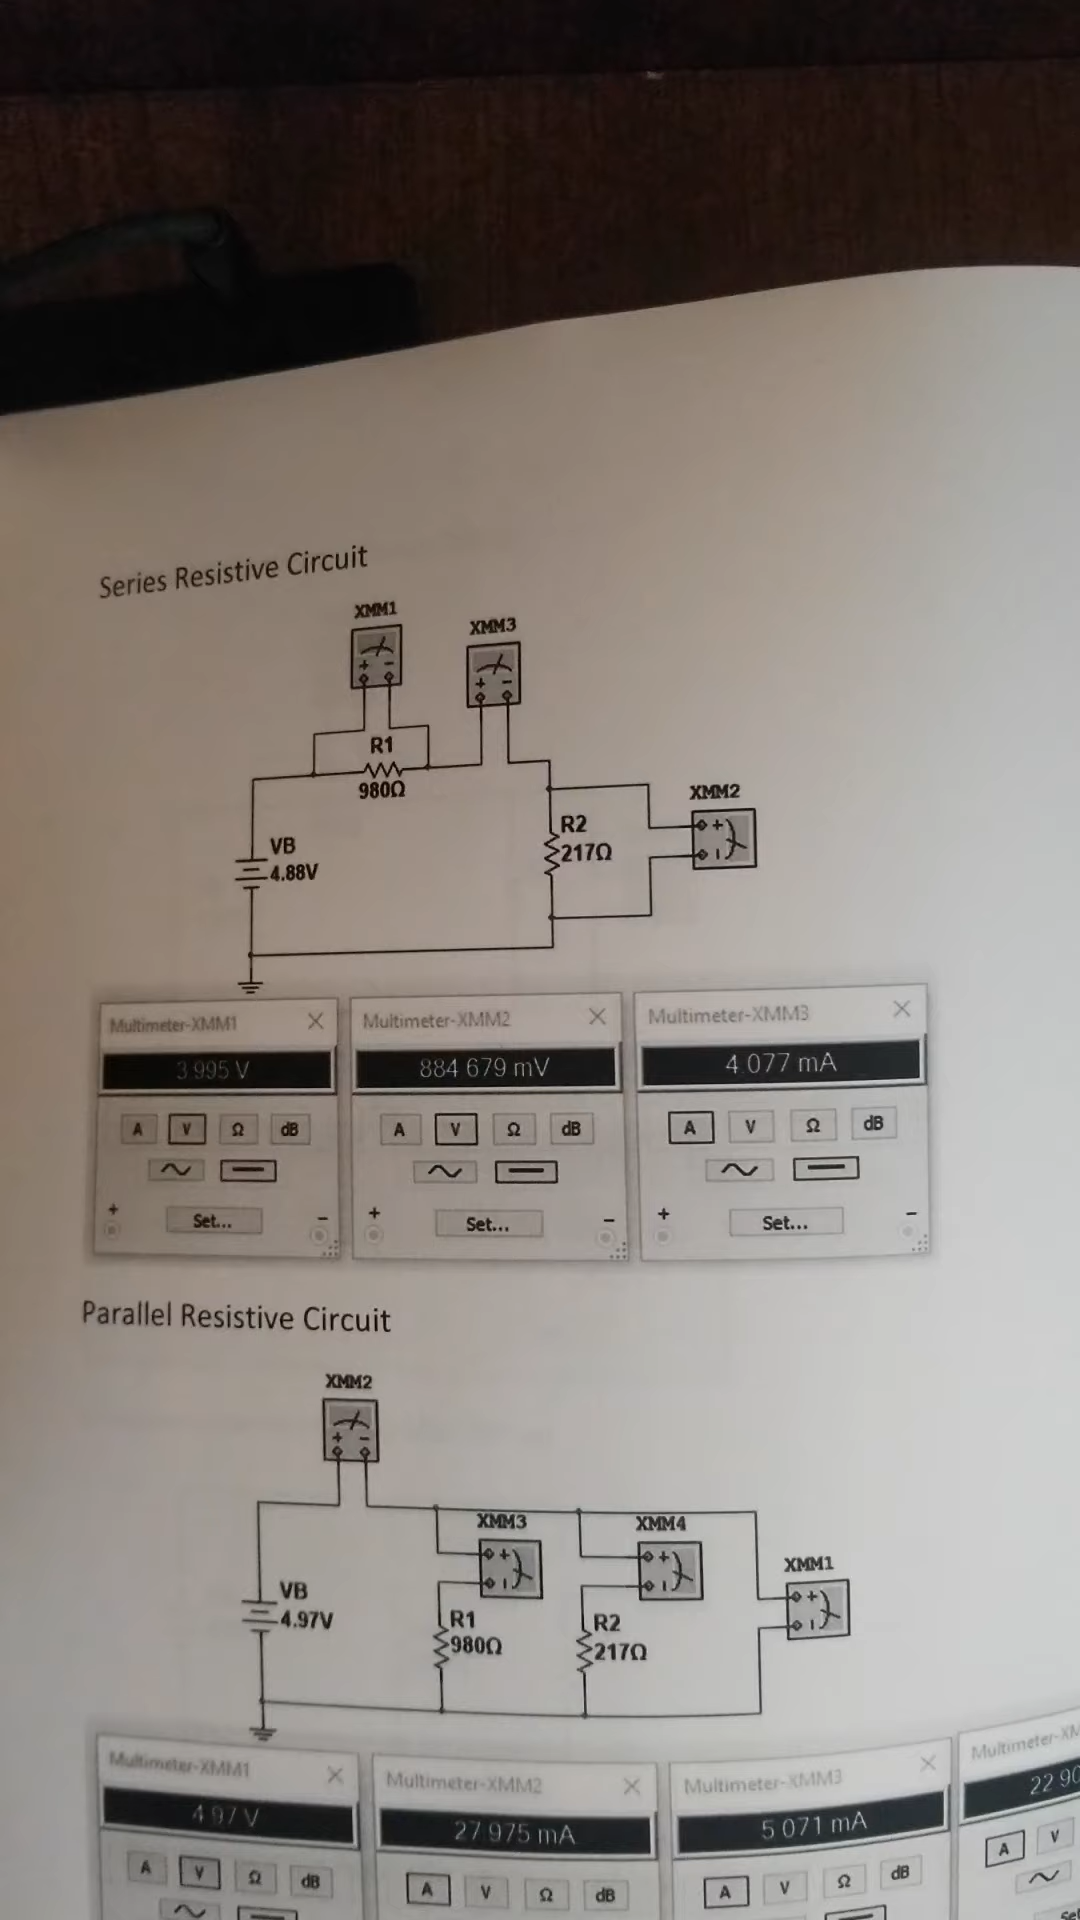 Series Resistive Circuit
XMM1
XMM3
R1
980Ω
XMM2
R2
217Ω
VB
4.88V
Multimeter-XMM1
Multimeter-XMM2
Multimeter-XMM3
3.995 V
884.679 mV
4.077 mA
A V Ω dB
A V Ω dB
A V Ω dB
+ Set... −
+ Set... −
+ Set... −
Parallel Resistive Circuit
XMM2
XMM3
XMM4
XMM1
VB
4.97V
R1
980Ω
R2
217Ω
Multimeter-XMM1
Multimeter-XMM2
Multimeter-XMM3
4.97 V
27.975 mA
5.071 mA
A V Ω dB
A V Ω dB
A V Ω dB
A V